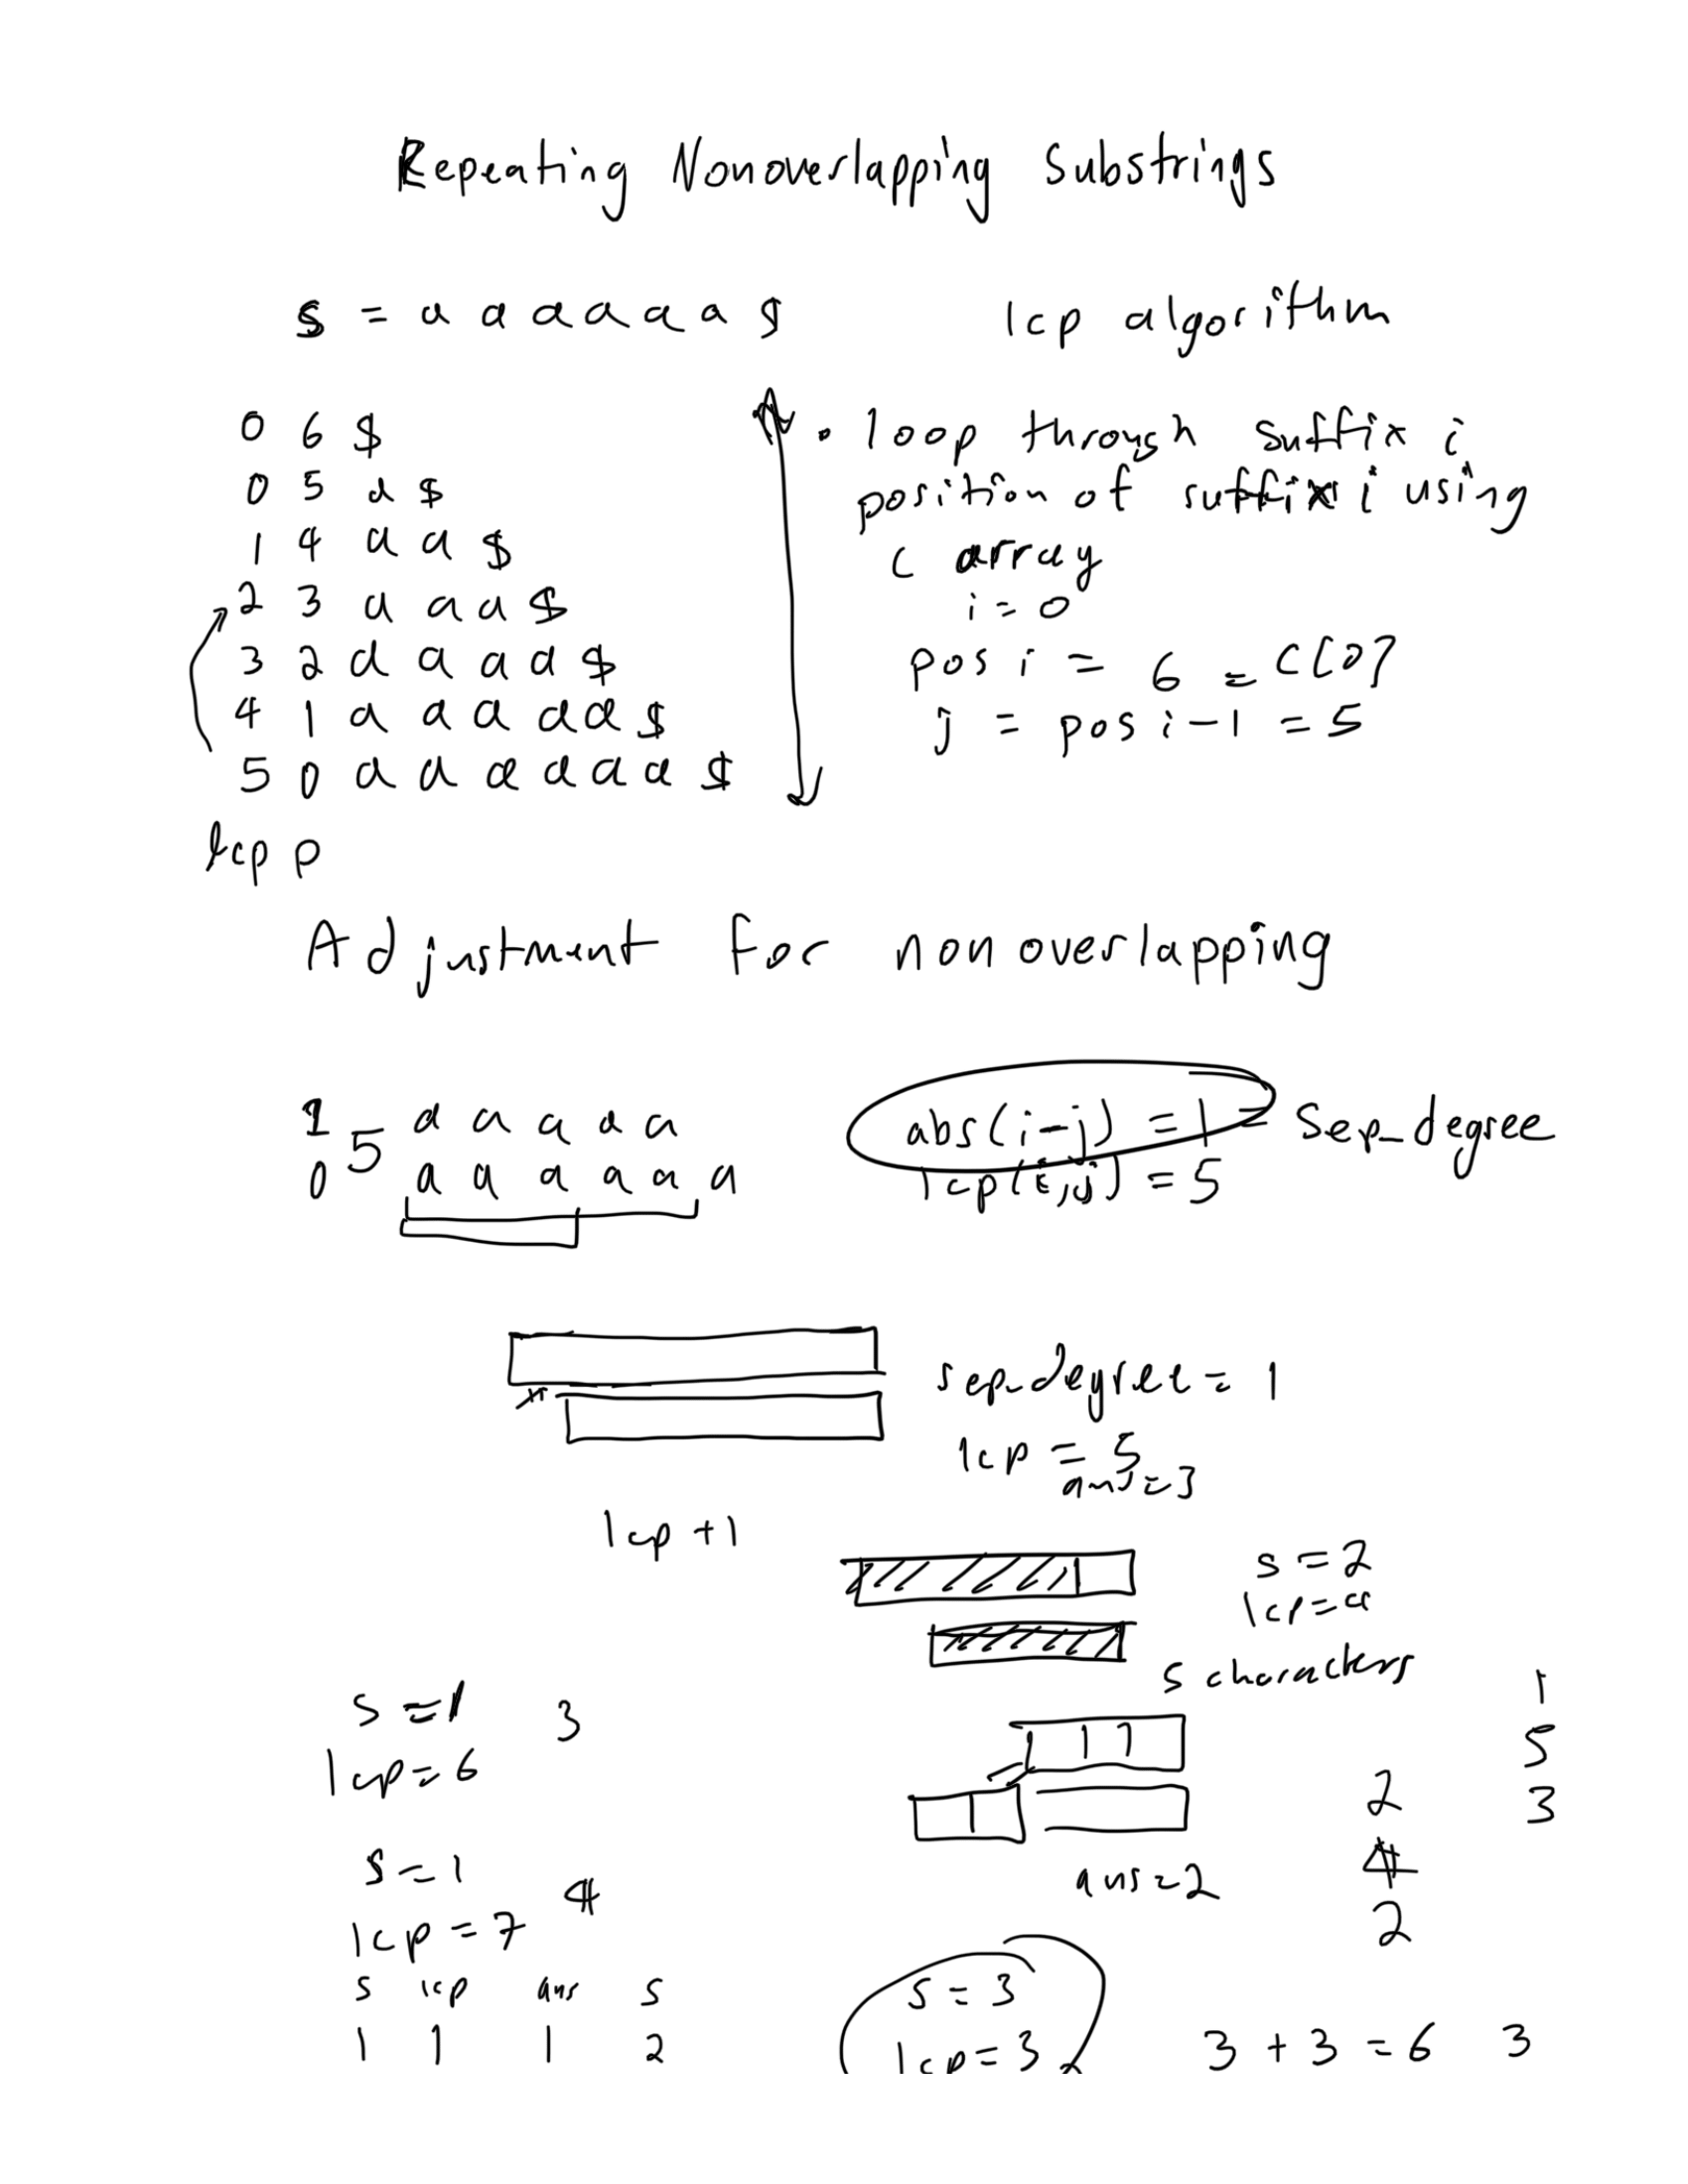 Repeating Nonoverlapping Substrings
s = a a a a a a $
lcp algorithm
0 6 $
0 5 a $
1 4 a a $
2 3 a a a $
3 2 a a a a $
4 1 a a a a a $
5 0 a a a a a a $
lcp p
. loop through suffix i
position of suffix i using
c array
i = 0
pos i = 6 = c[0]
j = pos i - 1 = 5
Adjustment for nonoverlapping
1 a a a a a
5
0 a a a a a a
abs(i-j) = 1 = sep_degree
lcp(i,j) = 5
sep_degree = 1
lcp = 5
ans = 3
lcp + 1
s = 2
lcp = 4
s characters
ans = 2
1
5
3
2
4
2
s = 1 3
lcp = 6
s = 1 4
lcp = 7
s lcp ans s
1 1 1 2
s = 3
lcp = 3
3 + 3 = 6 3